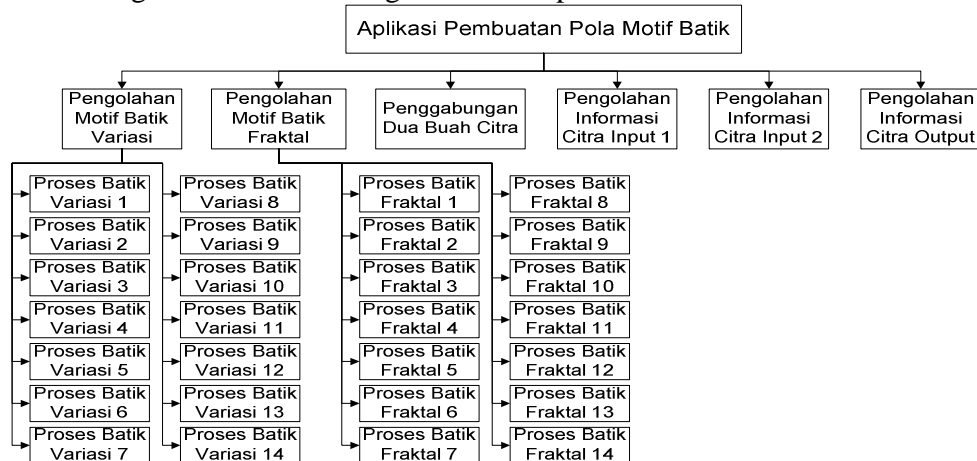 Aplikasi Pembuatan Pola Motif Batik
Pengolahan
Motif Batik
Variasi
Pengolahan
Motif Batik
Fraktal
Penggabungan
Dua Buah Citra
Pengolahan
Informasi
Citra Input 1
Pengolahan
Informasi
Citra Input 2
Pengolahan
Informasi
Citra Output
Proses Batik
Variasi 1
Proses Batik
Variasi 2
Proses Batik
Variasi 3
Proses Batik
Variasi 4
Proses Batik
Variasi 5
Proses Batik
Variasi 6
Proses Batik
Variasi 7
Proses Batik
Variasi 8
Proses Batik
Variasi 9
Proses Batik
Variasi 10
Proses Batik
Variasi 11
Proses Batik
Variasi 12
Proses Batik
Variasi 13
Proses Batik
Variasi 14
Proses Batik
Fraktal 1
Proses Batik
Fraktal 2
Proses Batik
Fraktal 3
Proses Batik
Fraktal 4
Proses Batik
Fraktal 5
Proses Batik
Fraktal 6
Proses Batik
Fraktal 7
Proses Batik
Fraktal 8
Proses Batik
Fraktal 9
Proses Batik
Fraktal 10
Proses Batik
Fraktal 11
Proses Batik
Fraktal 12
Proses Batik
Fraktal 13
Proses Batik
Fraktal 14